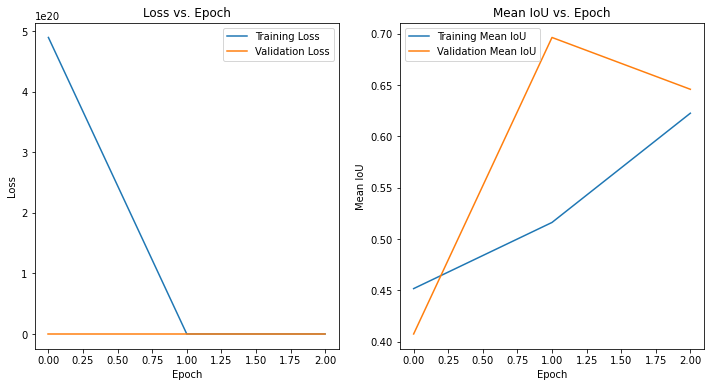 Loss vs. Epoch
1e20
Training Loss
Validation Loss
5
4
3
2
1
0
Loss
0.00 0.25 0.50 0.75 1.00 1.25 1.50 1.75 2.00
Epoch
Mean IoU vs. Epoch
Training Mean IoU
Validation Mean IoU
0.70
0.65
0.60
0.55
0.50
0.45
0.40
Mean IoU
0.00 0.25 0.50 0.75 1.00 1.25 1.50 1.75 2.00
Epoch